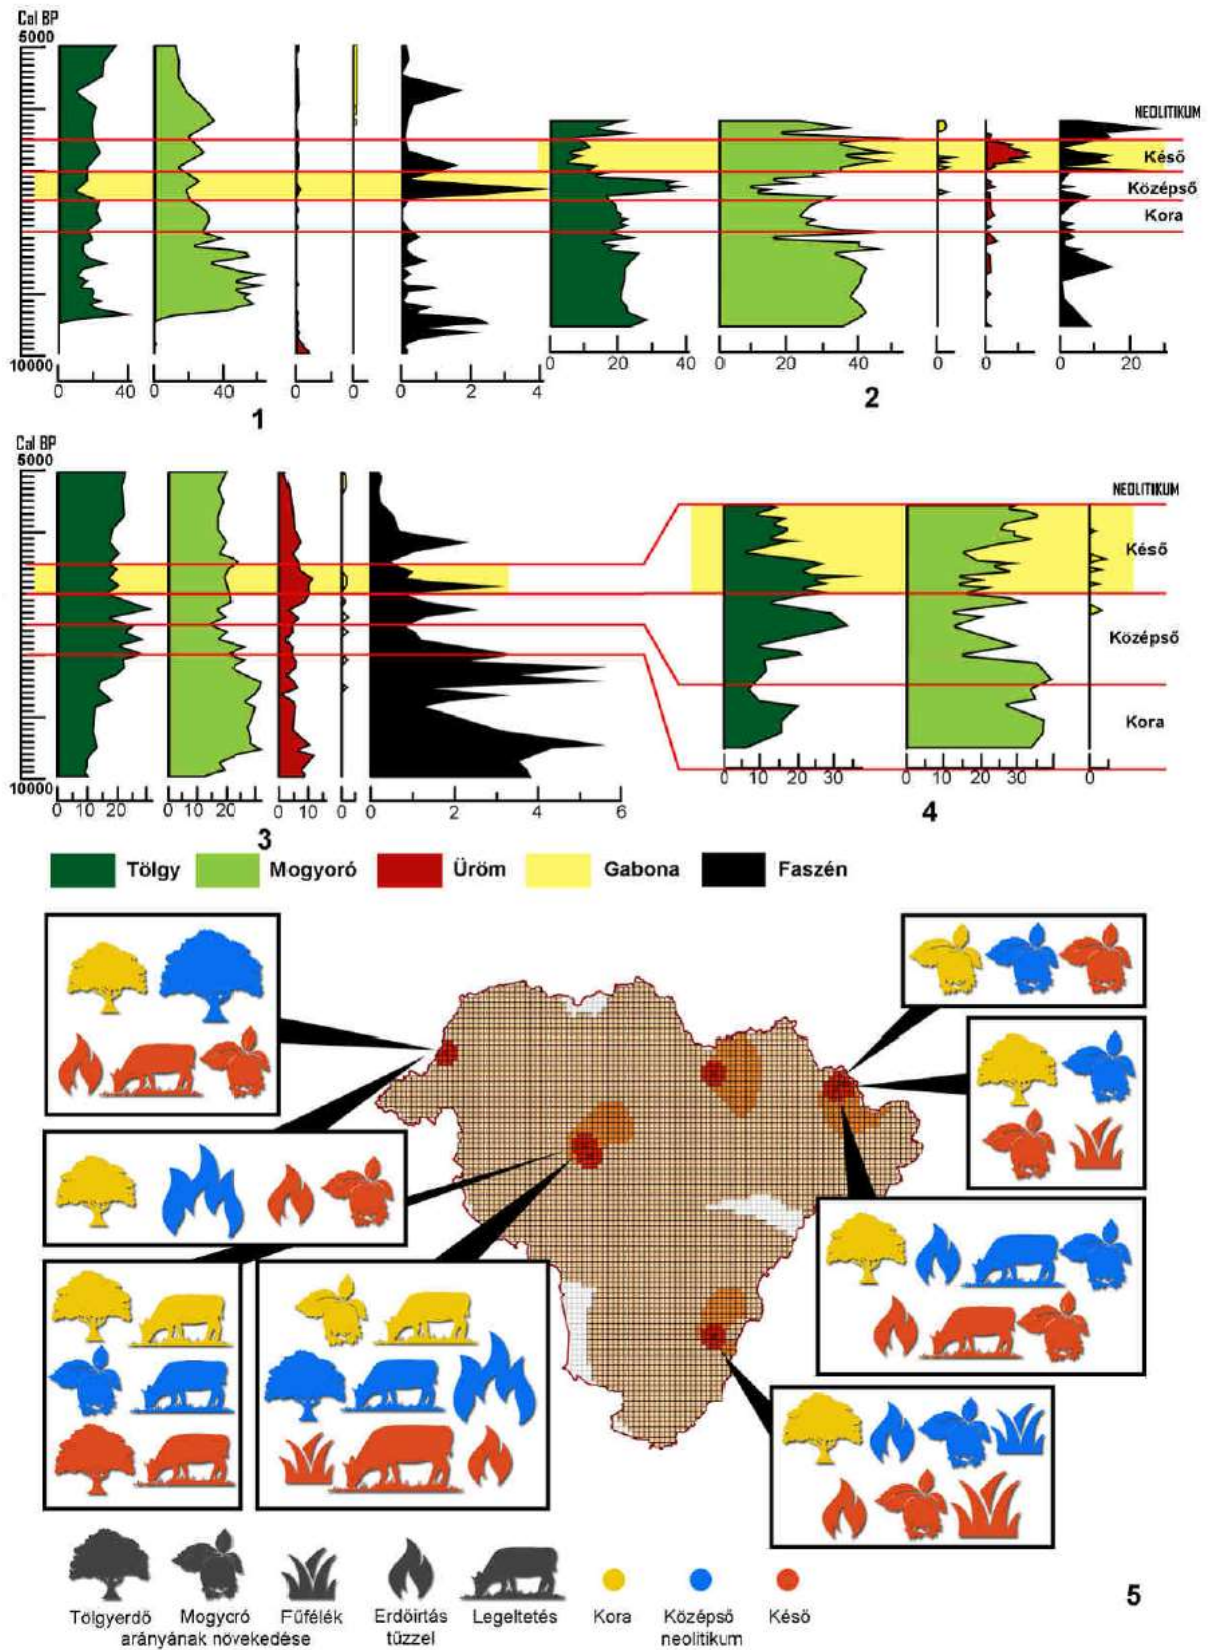 Cal BP
5000
10000
0 40
0 40
0
0
0 2 4
1
NEOLITIKUM
Késő
Középső
Kora
0 20 40
0 20 40
0
0
0 20
2
Cal BP
5000
10000
0 10 20
0 10 20
0 10
0
0 2 4 6
3
NEOLITIKUM
Késő
Középső
Kora
0 10 20 30
0 10 20 30
0
4
Tölgy Mogyoró Üröm Gabona Faszén
Tölgyerdő Mogycró Fűfélék Erdőirtás Legeltetés Kora Középső Késő
arányának növekedése tűzzel neolitikum
5